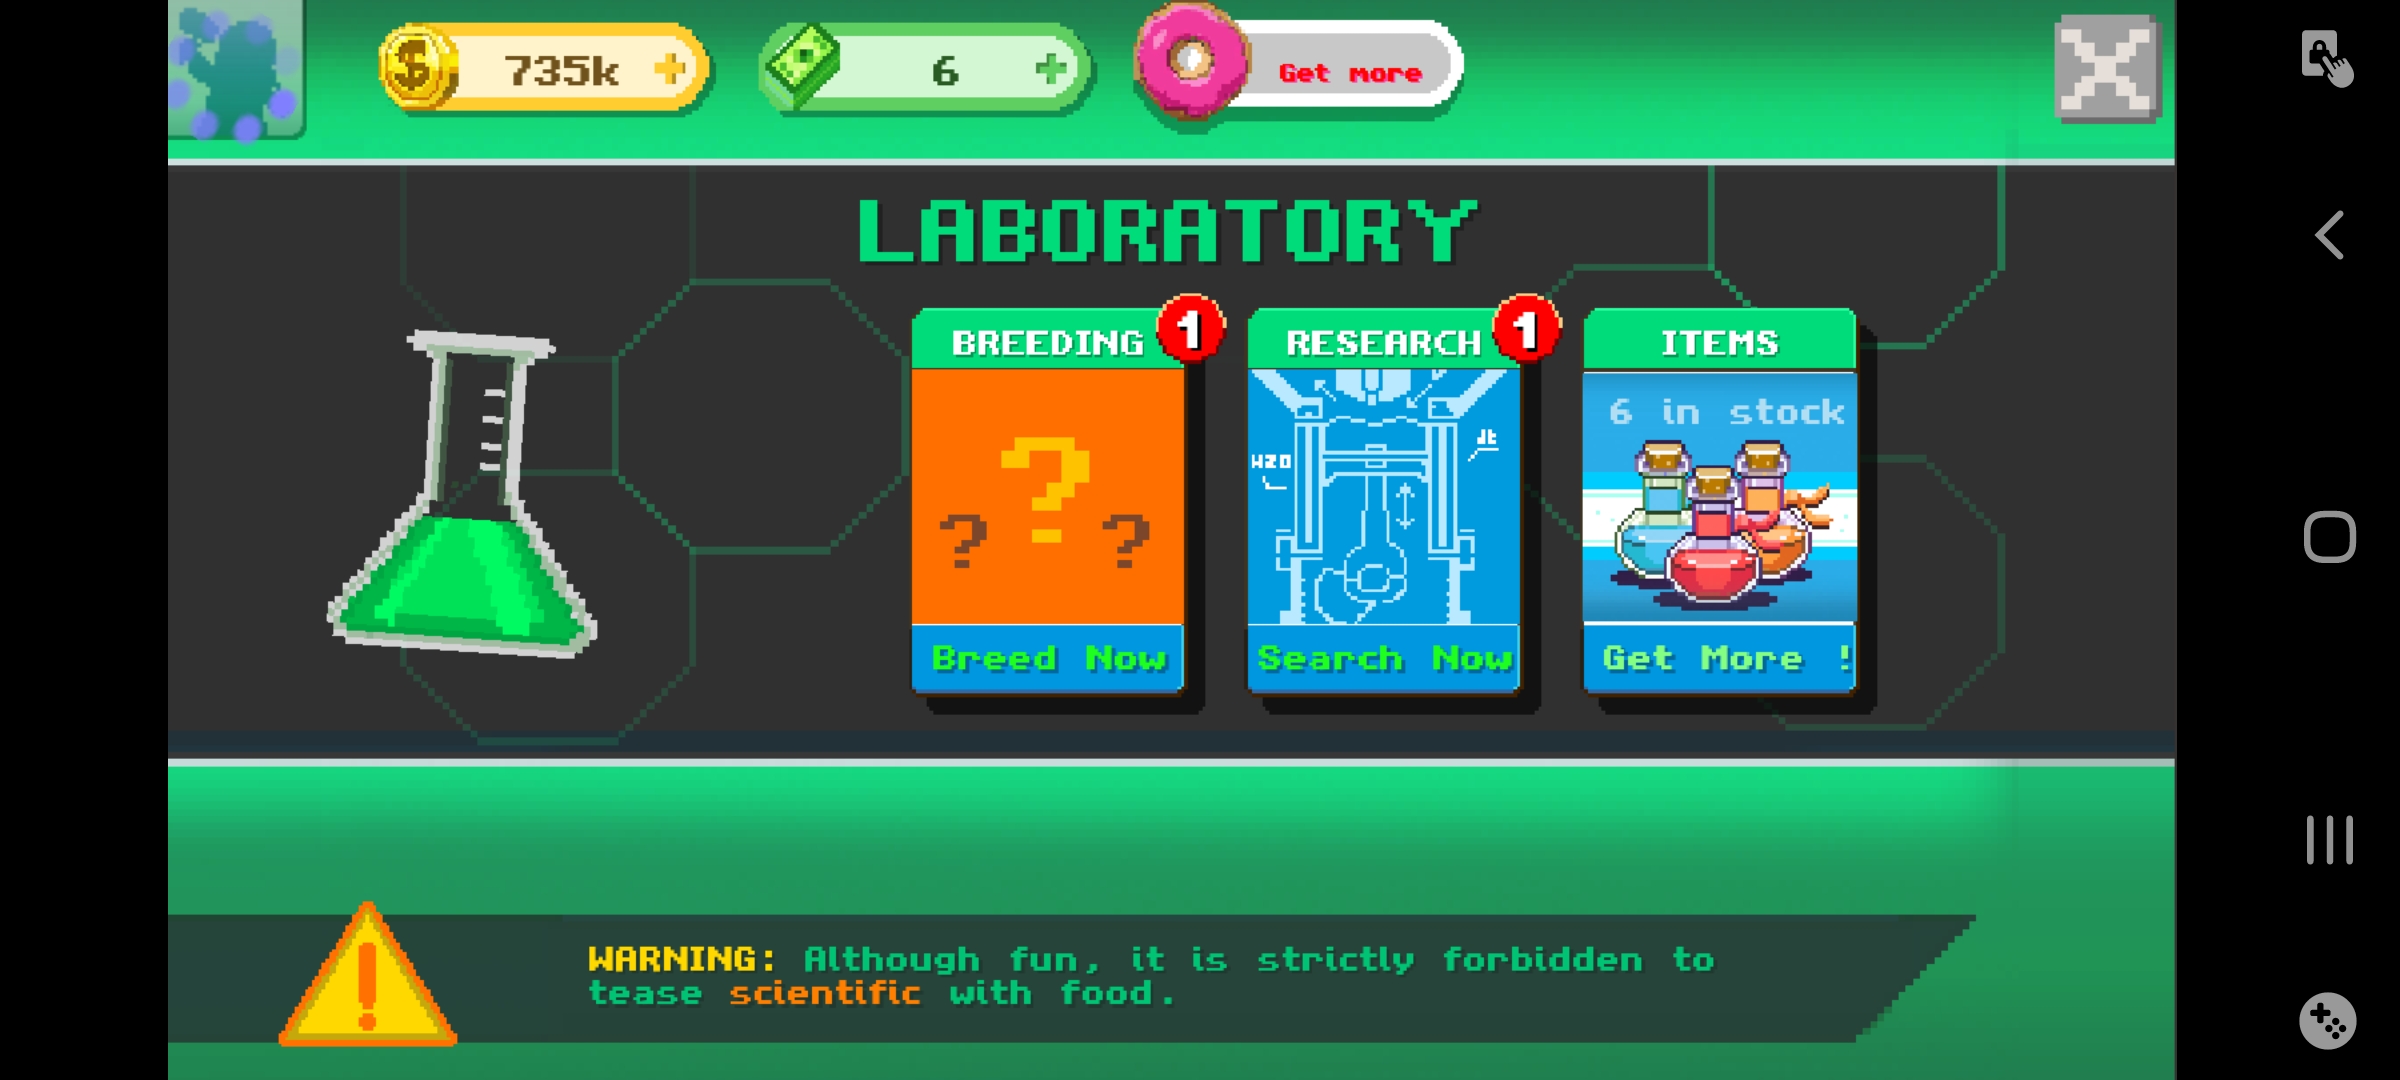 735k
6
Get more
LABORATORY
BREEDING 1
RESEARCH 1
ITEMS
6 in stock
H2O
dt
Breed Now
Search Now
Get More !
WARNING: Although fun, it is strictly forbidden to
tease scientific with food.